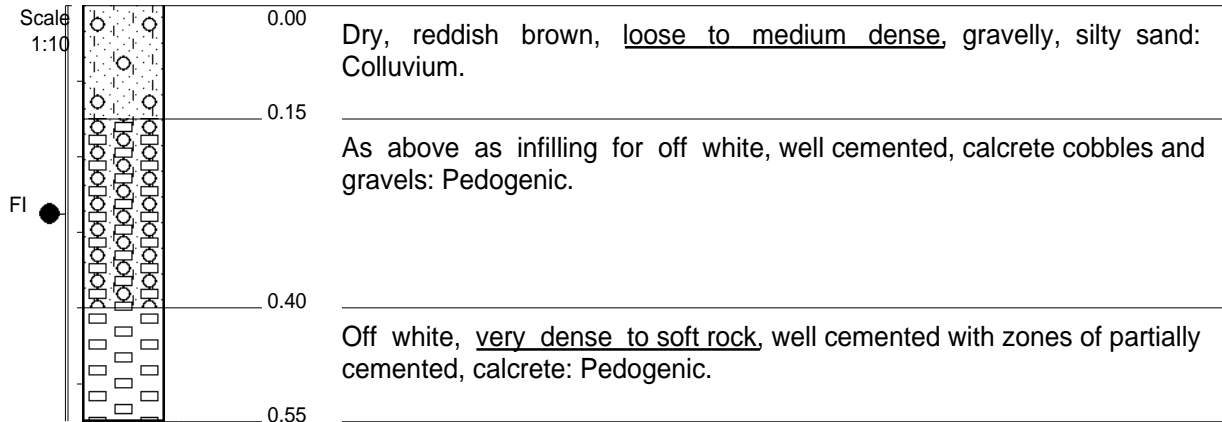 Scale
1:10
0.00
Dry, reddish brown, loose to medium dense, gravelly, silty sand:
Colluvium.
0.15
As above as infilling for off white, well cemented, calcrete cobbles and
gravels: Pedogenic.
FI
0.40
Off white, very dense to soft rock, well cemented with zones of partially
cemented, calcrete: Pedogenic.
0.55